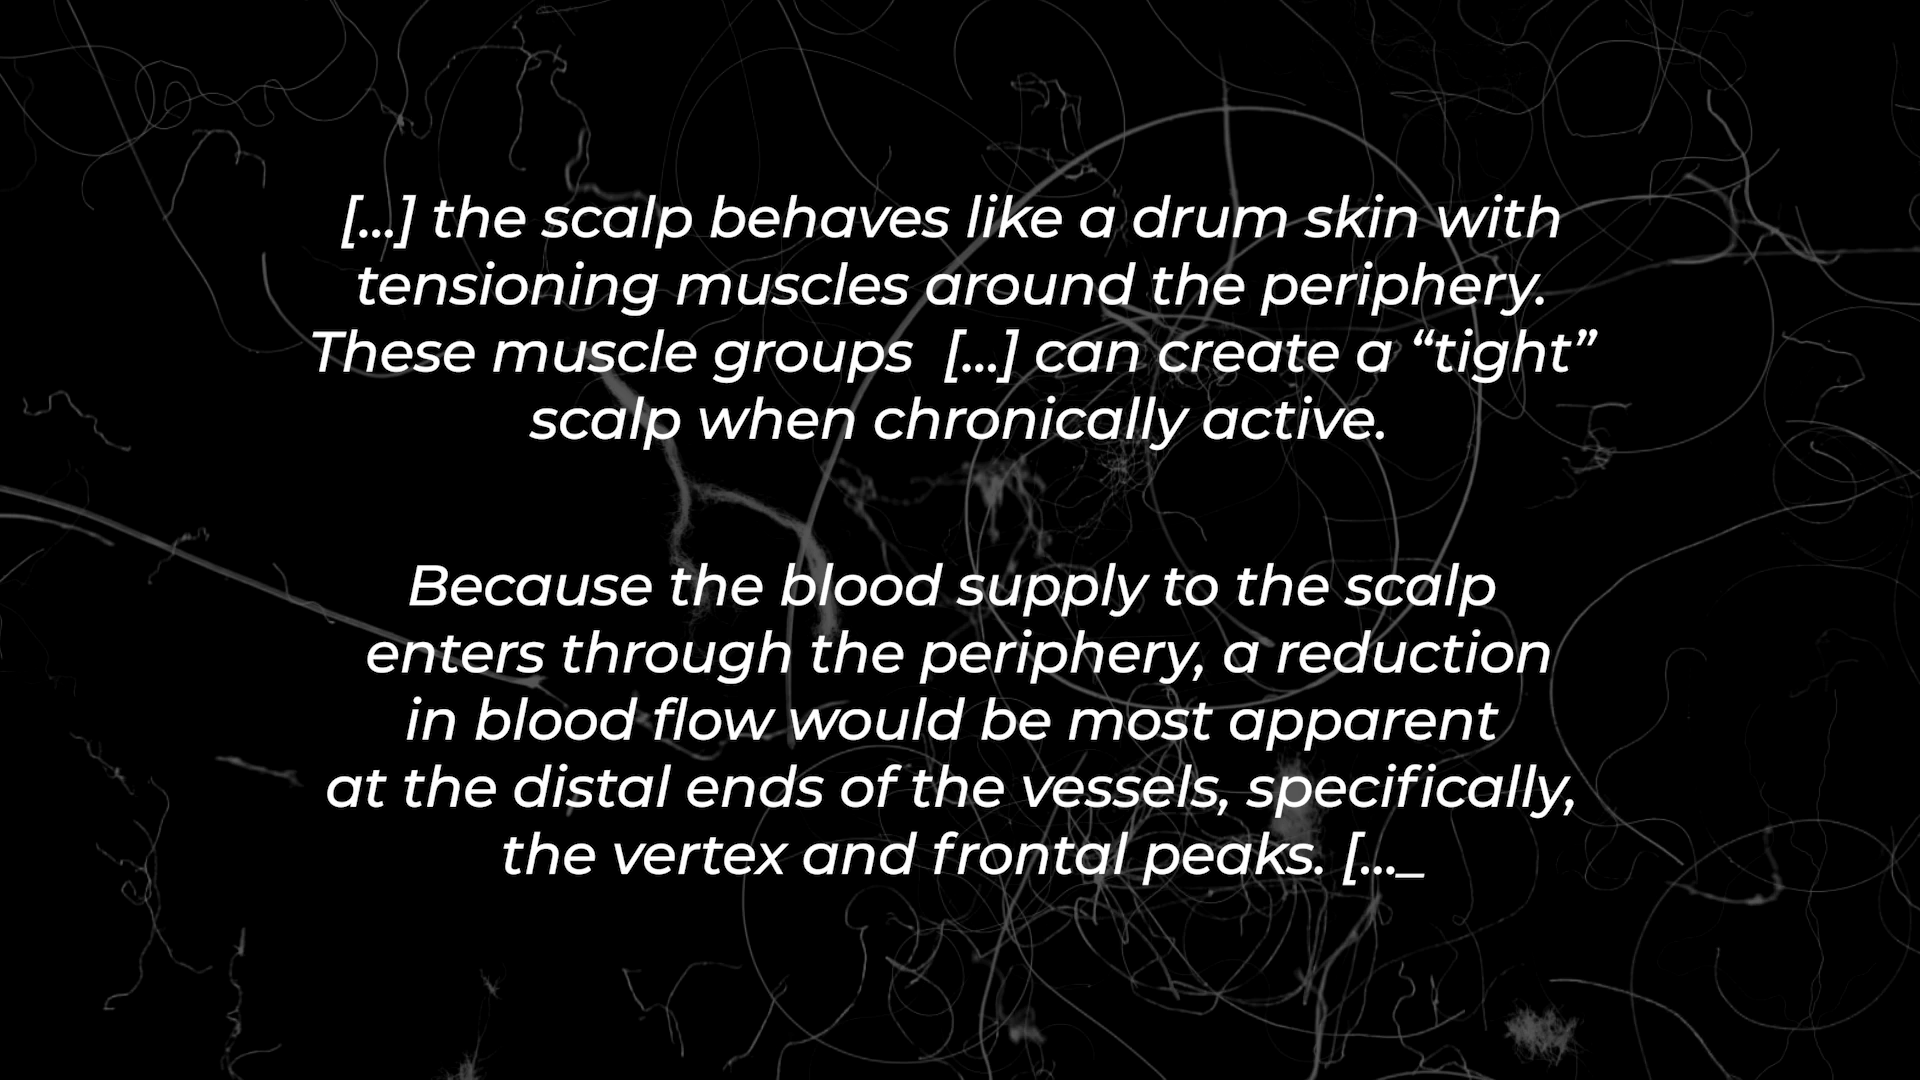 [...] the scalp behaves like a drum skin with
tensioning muscles around the periphery.
These muscle groups  [...] can create a “tight”
scalp when chronically active.
Because the blood supply to the scalp
enters through the periphery, a reduction
in blood flow would be most apparent
at the distal ends of the vessels, specifically,
the vertex and frontal peaks. [..._